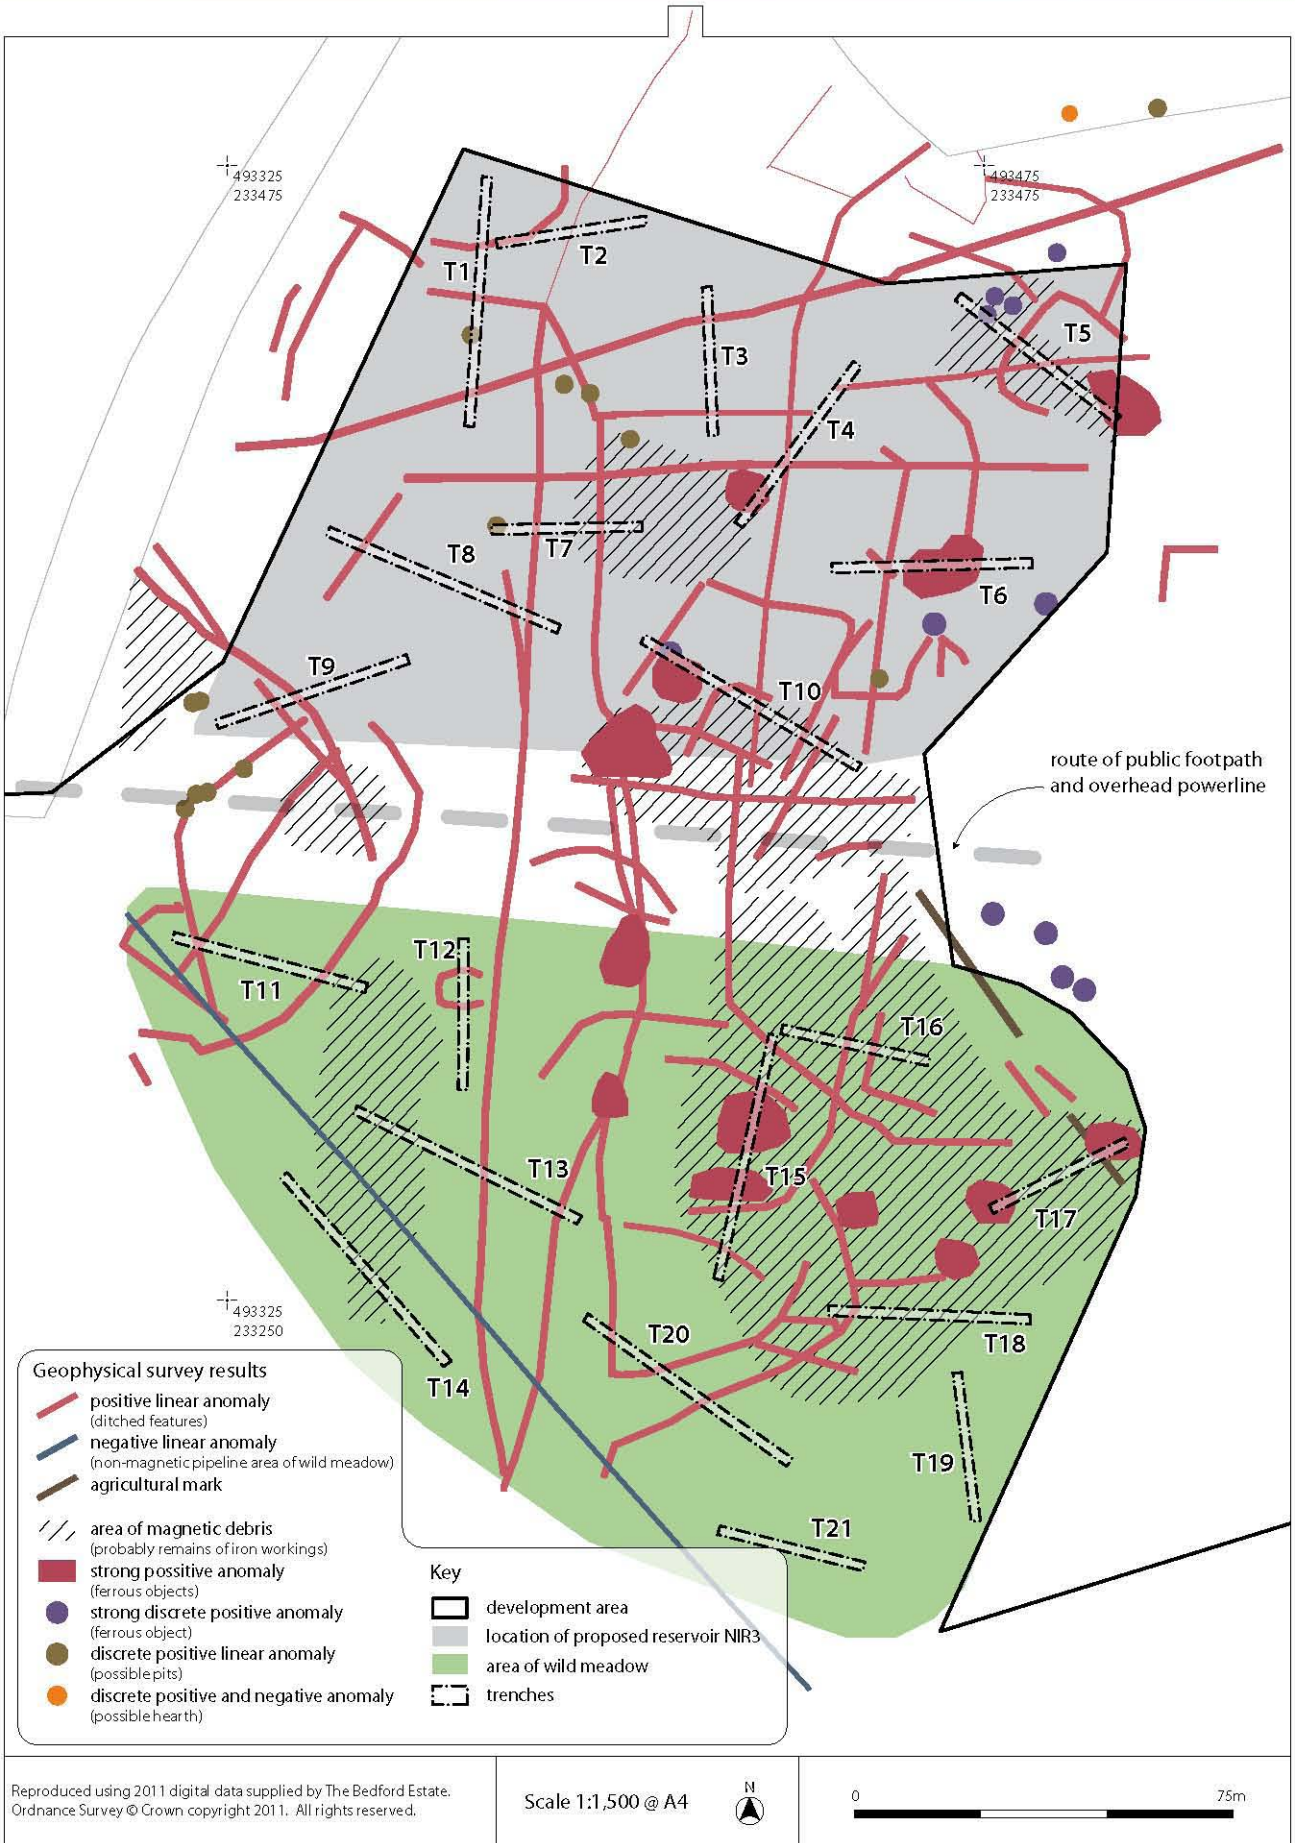 493325
233475
493475
233475
T1
T2
T3
T4
T5
T6
T7
T8
T9
T10
route of public footpath
and overhead powerline
T11
T12
T13
T14
T15
T16
T17
T18
T19
T20
T21
493325
233250
Geophysical survey results
positive linear anomaly
(ditched features)
negative linear anomaly
(non-magnetic pipeline area of wild meadow)
agricultural mark
area of magnetic debris
(probably remains of iron workings)
strong possitive anomaly
(ferrous objects)
strong discrete positive anomaly
(ferrous object)
discrete positive linear anomaly
(possible pits)
discrete positive and negative anomaly
(possible hearth)
Key
development area
location of proposed reservoir NIR3
area of wild meadow
trenches
Reproduced using 2011 digital data supplied by The Bedford Estate.
Ordnance Survey © Crown copyright 2011. All rights reserved.
Scale 1:1,500 @ A4
N
0
75m